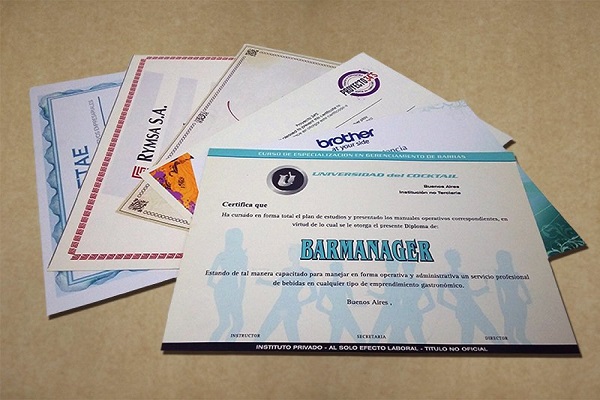 CURSO DE ESPECIALIZACION EN GERENCIAMIENTO DE BARRAS
UNIVERSIDAD del COCKTAIL
Buenos Aires
Institución no Terciaria
Certifica que
Ha cursado en forma total el plan de estudios y presentado los manuales operativos correspondientes, en
virtud de lo cual se le otorga el presente Diploma de:
BARMANAGER
Estando de tal manera capacitado para manejar en forma operativa y administrativa un servicio profesional
de bebidas en cualquier tipo de emprendimiento gastronómico.
Buenos Aires ,
INSTRUCTOR
SECRETARIA
DIRECTOR
INSTITUTO PRIVADO - AL SOLO EFECTO LABORAL - TITULO NO OFICIAL
brother
at your side
PROYECTO
RYMSA S.A.
ETAE